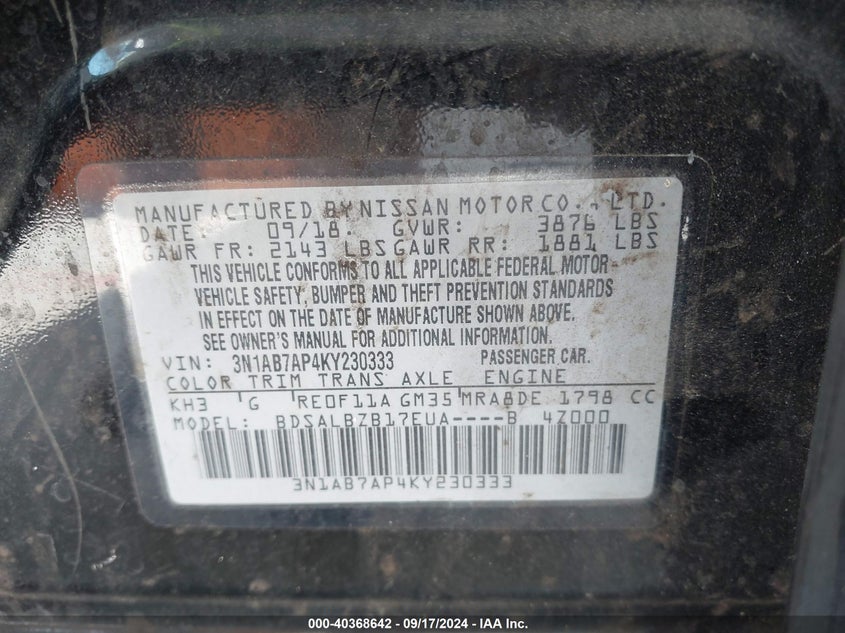 MANUFACTURED BY NISSAN MOTOR CO., LTD.
DATE: 09/18 GVWR: 3876 LBS
GAWR FR: 2143 LBS GAWR RR: 1881 LBS
THIS VEHICLE CONFORMS TO ALL APPLICABLE FEDERAL MOTOR
VEHICLE SAFETY, BUMPER AND THEFT PREVENTION STANDARDS
IN EFFECT ON THE DATE OF MANUFACTURE SHOWN ABOVE.
SEE OWNER'S MANUAL FOR ADDITIONAL INFORMATION.
VIN: 3N1AB7AP4KY230333 PASSENGER CAR.
COLOR TRIM TRANS AXLE ENGINE
KH3 G RE0F11A GM35 MRA8DE 1798 CC
MODEL: BDSALBZB17EUA----B 4Z000
3N1AB7AP4KY230333
000-40368642 / 09/17/2024 - IAA Inc.